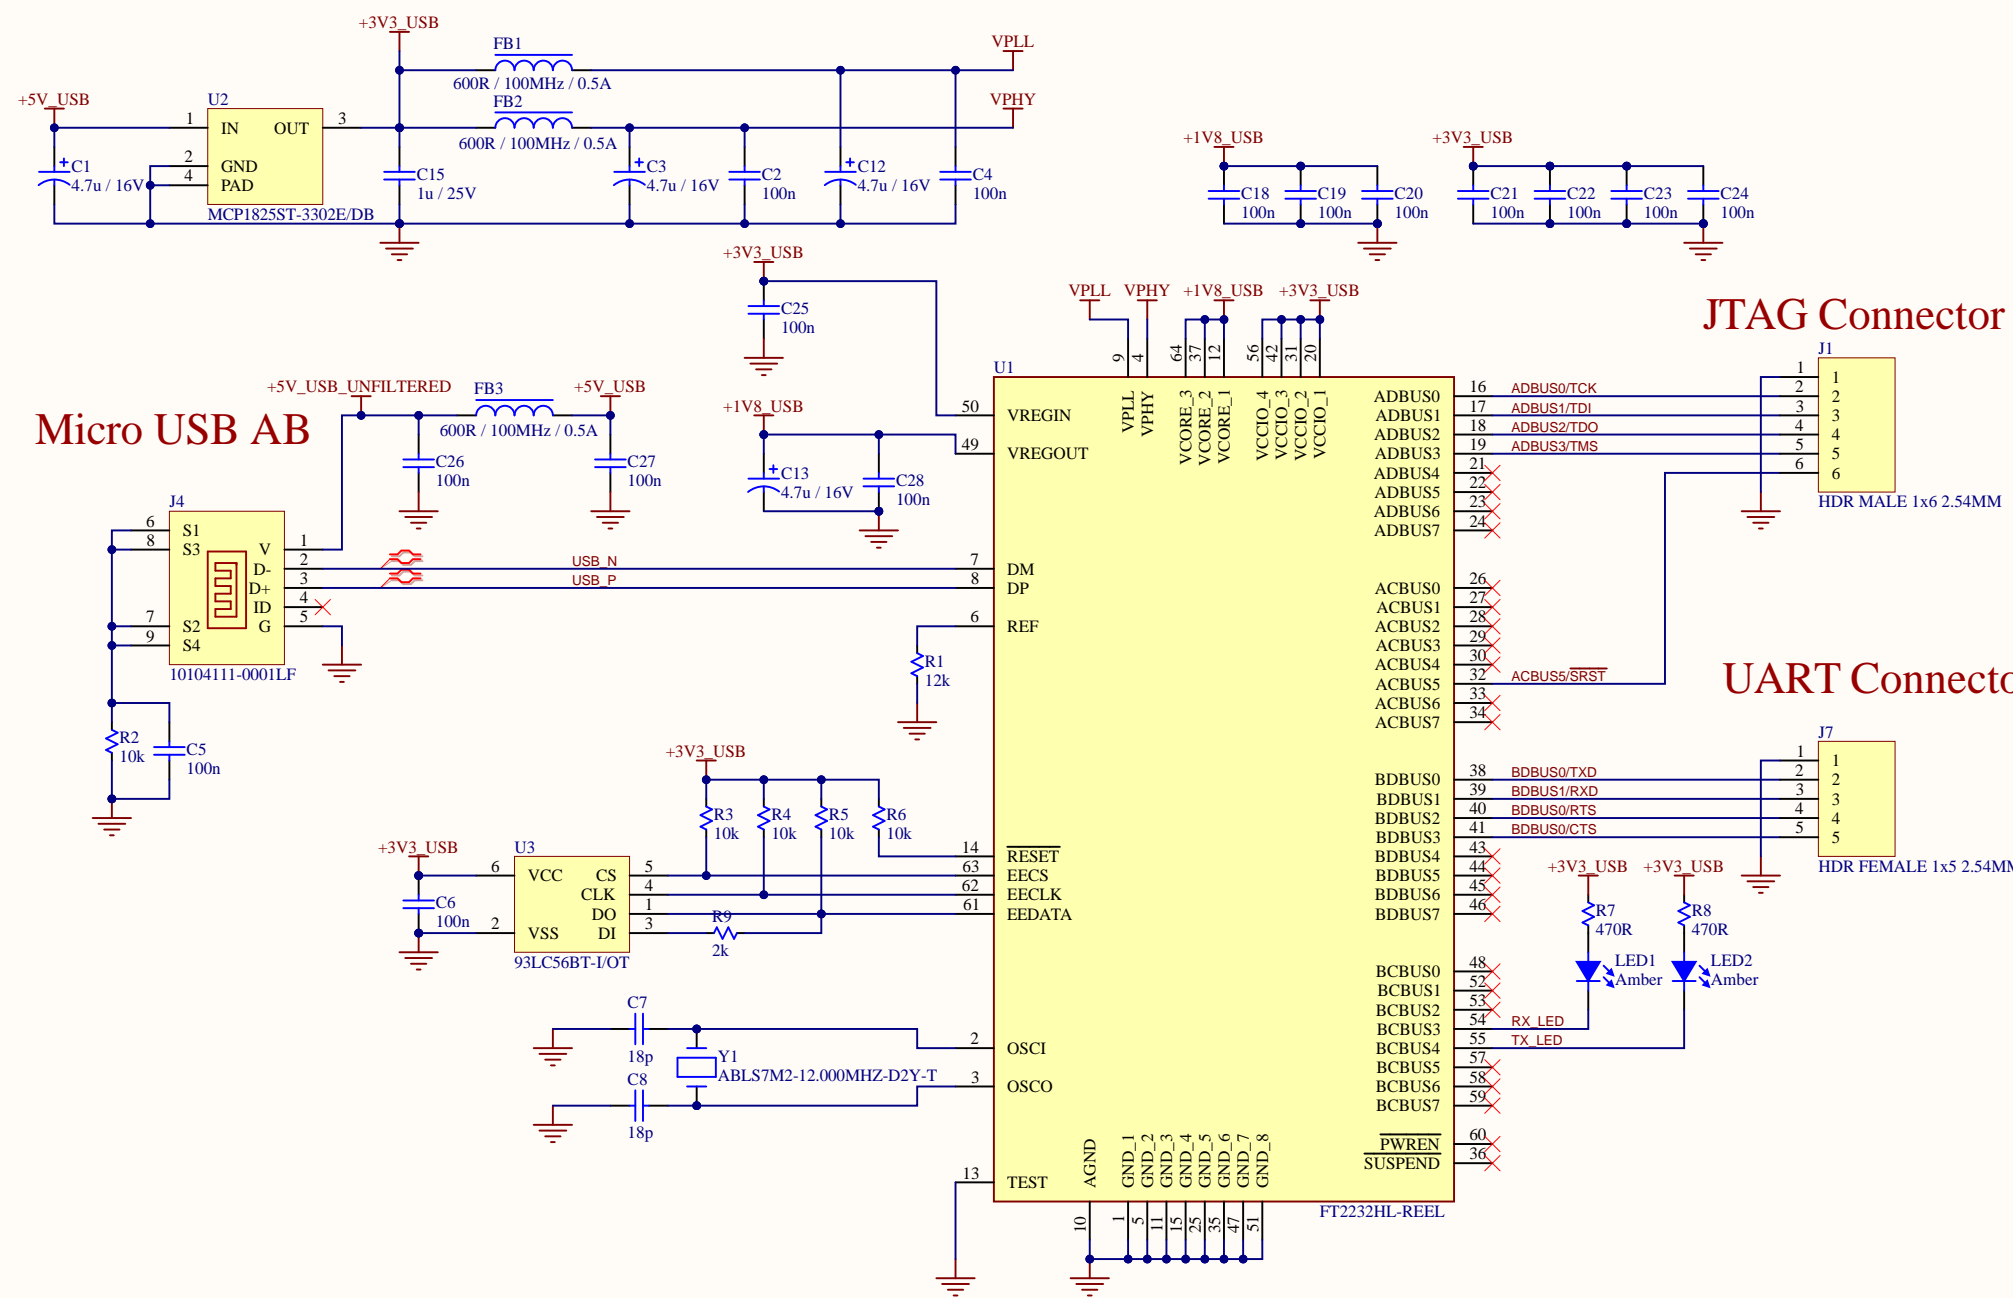 +3V3_USB
FB1
600R / 100MHz / 0.5A
VPLL
+5V_USB
U2
FB2
600R / 100MHz / 0.5A
VPHY
1
IN
OUT
3
2
GND
4
PAD
MCP1825ST-3302E/DB
C1
4.7u / 16V
C15
1u / 25V
C3
4.7u / 16V
C2
100n
C12
4.7u / 16V
C4
100n
+1V8_USB
C18
100n
C19
100n
C20
100n
+3V3_USB
C21
100n
C22
100n
C23
100n
C24
100n
+3V3_USB
C25
100n
+1V8_USB
C13
4.7u / 16V
C28
100n
Micro USB AB
+5V_USB_UNFILTERED
FB3
600R / 100MHz / 0.5A
+5V_USB
C26
100n
C27
100n
J4
6
S1
8
S3
7
S2
9
S4
V
1
D-
2
D+
3
ID
4
G
5
10104111-0001LF
USB_N
USB_P
R2
10k
C5
100n
R1
12k
+3V3_USB
R3
10k
R4
10k
R5
10k
R6
10k
+3V3_USB
C6
100n
U3
6
VCC
2
VSS
CS
5
CLK
4
DO
1
DI
3
93LC56BT-I/OT
R9
2k
C7
18p
C8
18p
Y1
ABLS7M2-12.000MHZ-D2Y-T
U1
VPLL
VPHY
+1V8_USB
+3V3_USB
9
4
64
37
12
56
42
31
20
VPLL
VPHY
VCORE_3
VCORE_2
VCORE_1
VCCIO_4
VCCIO_3
VCCIO_2
VCCIO_1
50
VREGIN
49
VREGOUT
7
DM
8
DP
6
REF
14
RESET
63
EECS
62
EECLK
61
EEDATA
2
OSCI
3
OSCO
13
TEST
AGND
GND_1
GND_2
GND_3
GND_4
GND_5
GND_6
GND_7
GND_8
10
1
5
11
15
25
35
47
51
FT2232HL-REEL
ADBUS0
16
ADBUS0/TCK
ADBUS1
17
ADBUS1/TDI
ADBUS2
18
ADBUS2/TDO
ADBUS3
19
ADBUS3/TMS
ADBUS4
21
ADBUS5
22
ADBUS6
23
ADBUS7
24
ACBUS0
26
ACBUS1
27
ACBUS2
28
ACBUS3
29
ACBUS4
30
ACBUS5
32
ACBUS5/SRST
ACBUS6
33
ACBUS7
34
BDBUS0
38
BDBUS0/TXD
BDBUS1
39
BDBUS1/RXD
BDBUS2
40
BDBUS0/RTS
BDBUS3
41
BDBUS0/CTS
BDBUS4
43
BDBUS5
44
BDBUS6
45
BDBUS7
46
BCBUS0
48
BCBUS1
52
BCBUS2
53
BCBUS3
54
RX_LED
BCBUS4
55
TX_LED
BCBUS5
57
BCBUS6
58
BCBUS7
59
PWREN
60
SUSPEND
36
JTAG Connector
J1
1
1
2
2
3
3
4
4
5
5
6
6
HDR MALE 1x6 2.54MM
UART Connecto
J7
1
1
2
2
3
3
4
4
5
5
HDR FEMALE 1x5 2.54MM
+3V3_USB
+3V3_USB
R7
470R
R8
470R
LED1
Amber
LED2
Amber